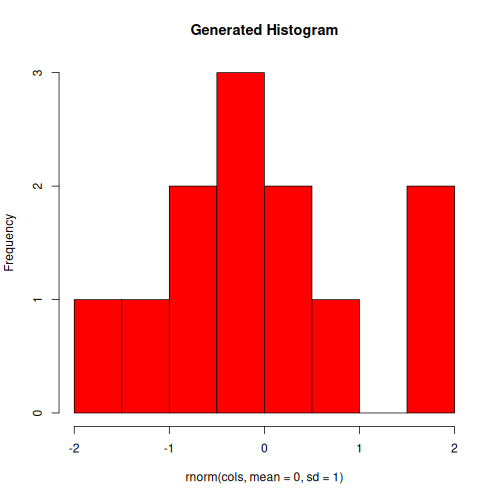 Generated Histogram
Frequency
3
2
1
0
-2 -1 0 1 2
rnorm(cols, mean = 0, sd = 1)